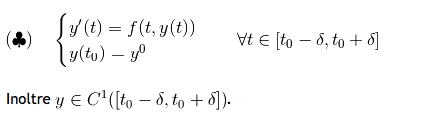 (♣) { y′(t) = f(t, y(t))
y(t₀) − y⁰ ∀t ∈ [t₀ − δ, t₀ + δ]
Inoltre y ∈ C¹([t₀ − δ, t₀ + δ]).